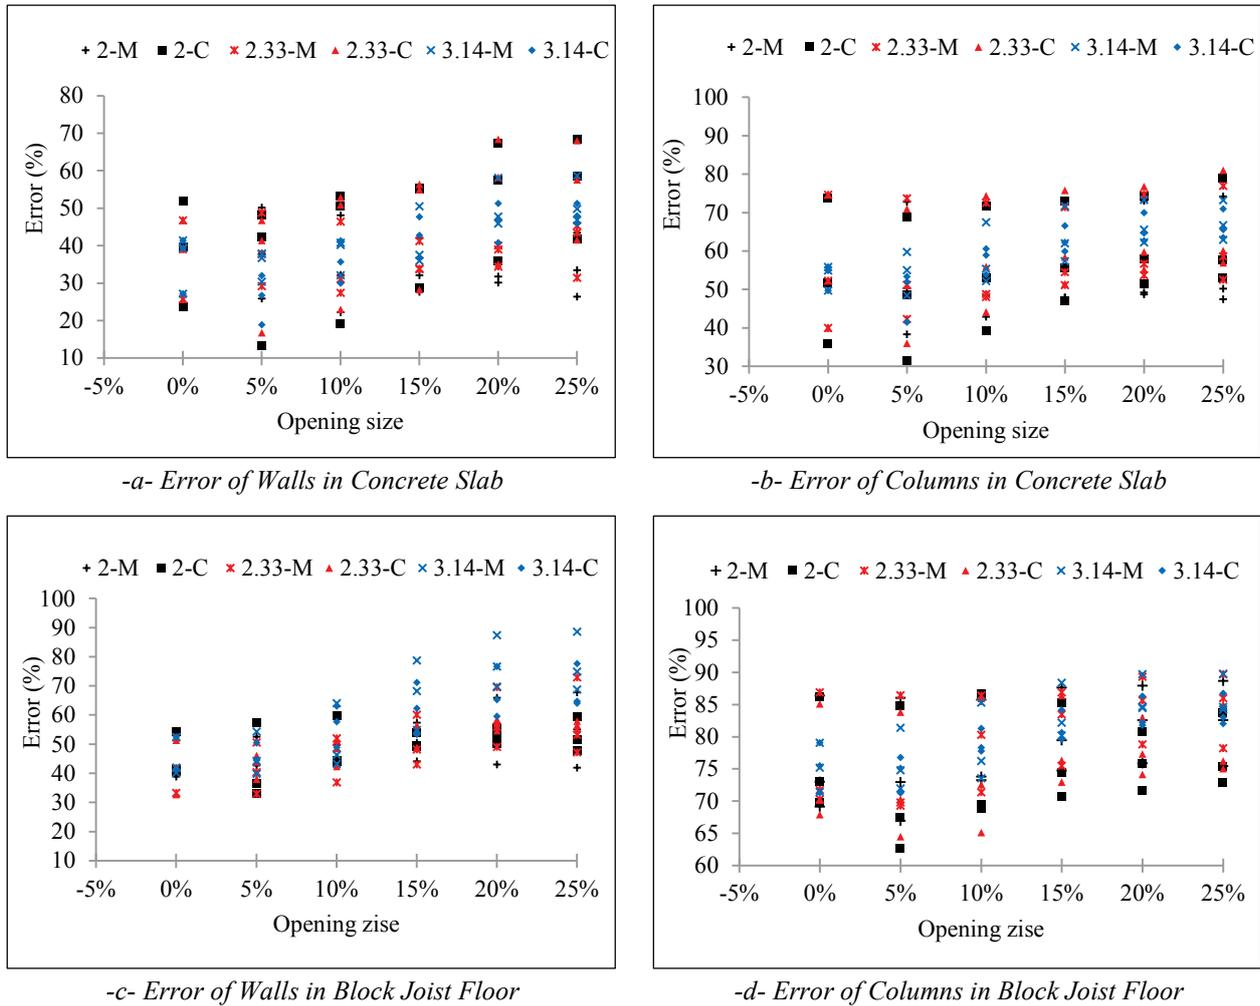 2-M 2-C 2.33-M 2.33-C 3.14-M 3.14-C
80
70
60
50
40
30
20
10
Error (%)
-5% 0% 5% 10% 15% 20% 25%
Opening size
-a- Error of Walls in Concrete Slab
2-M 2-C 2.33-M 2.33-C 3.14-M 3.14-C
100
90
80
70
60
50
40
30
Error (%)
-5% 0% 5% 10% 15% 20% 25%
Opening size
-b- Error of Columns in Concrete Slab
2-M 2-C 2.33-M 2.33-C 3.14-M 3.14-C
100
90
80
70
60
50
40
30
20
10
Error (%)
-5% 0% 5% 10% 15% 20% 25%
Opening zise
-c- Error of Walls in Block Joist Floor
2-M 2-C 2.33-M 2.33-C 3.14-M 3.14-C
100
95
90
85
80
75
70
65
60
Error (%)
-5% 0% 5% 10% 15% 20% 25%
Opening zise
-d- Error of Columns in Block Joist Floor